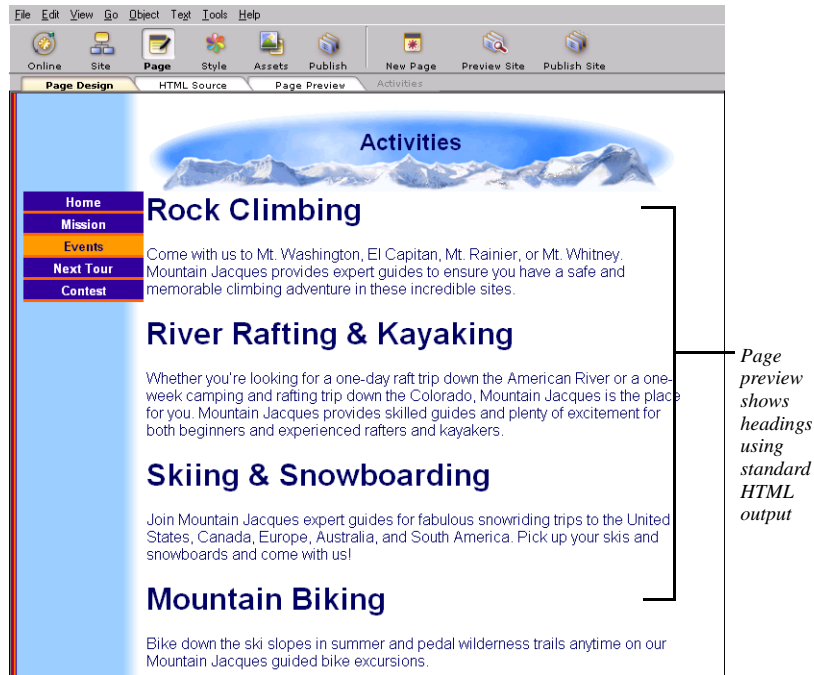 File Edit View Go Object Text Tools Help
Online Site Page Style Assets Publish New Page Preview Site Publish Site
Page Design HTML Source Page Preview Activities
Activities
Home
Mission
Events
Next Tour
Contest
Rock Climbing
Come with us to Mt. Washington, El Capitan, Mt. Rainier, or Mt. Whitney.
Mountain Jacques provides expert guides to ensure you have a safe and
memorable climbing adventure in these incredible sites.
River Rafting & Kayaking
Whether you're looking for a one-day raft trip down the American River or a one-
week camping and rafting trip down the Colorado, Mountain Jacques is the place
for you. Mountain Jacques provides skilled guides and plenty of excitement for
both beginners and experienced rafters and kayakers.
Skiing & Snowboarding
Join Mountain Jacques expert guides for fabulous snowriding trips to the United
States, Canada, Europe, Australia, and South America. Pick up your skis and
snowboards and come with us!
Mountain Biking
Bike down the ski slopes in summer and pedal wilderness trails anytime on our
Mountain Jacques guided bike excursions.
Page
preview
shows
headings
using
standard
HTML
output